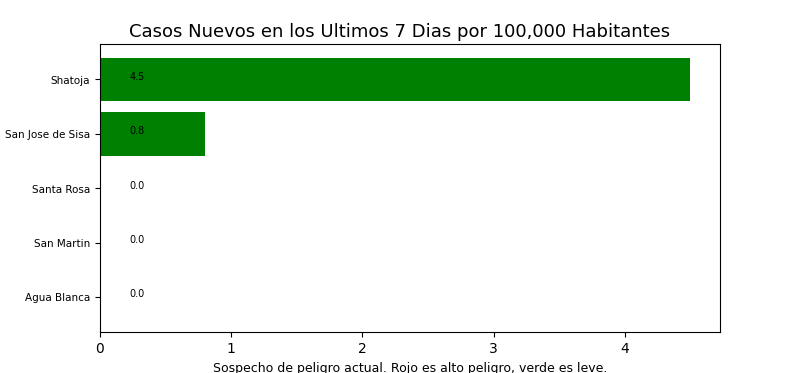 Casos Nuevos en los Ultimos 7 Dias por 100,000 Habitantes
Shatoja 4.5
San Jose de Sisa 0.8
Santa Rosa 0.0
San Martin 0.0
Agua Blanca 0.0
0 1 2 3 4
Sospecho de peligro actual. Rojo es alto peligro, verde es leve.